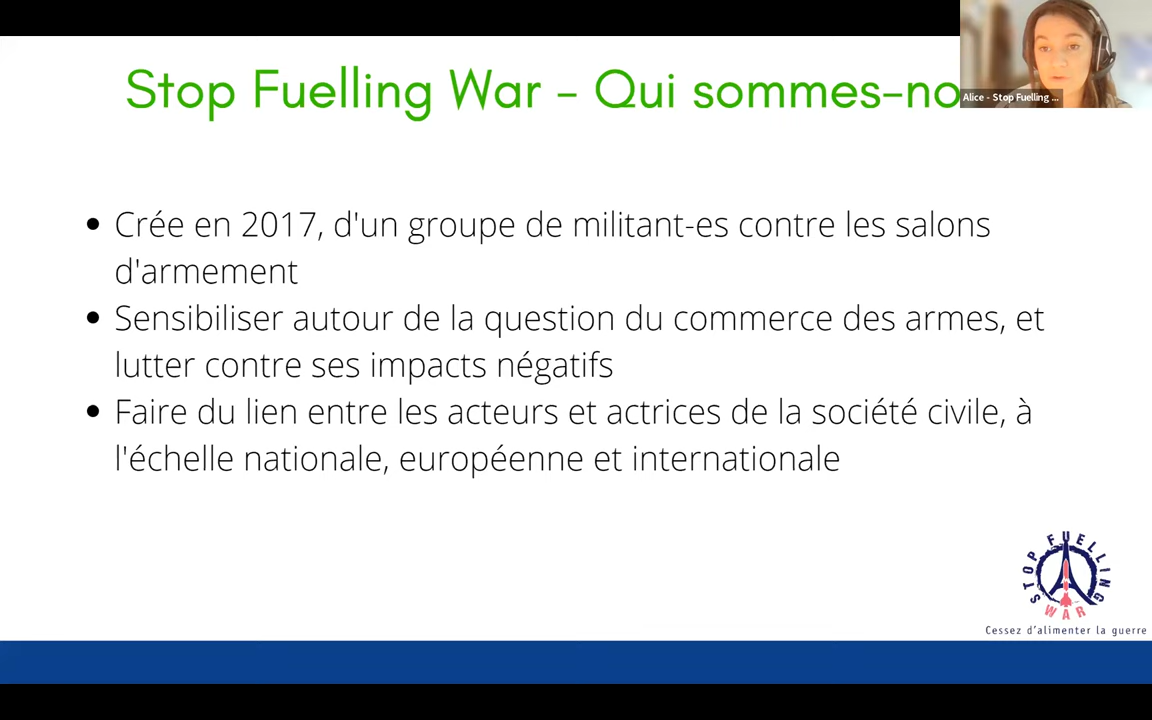 Stop Fuelling War - Qui sommes-no
Alice - Stop Fuelling ...
• Crée en 2017, d'un groupe de militant-es contre les salons
d'armement
• Sensibiliser autour de la question du commerce des armes, et
lutter contre ses impacts négatifs
• Faire du lien entre les acteurs et actrices de la société civile, à
l'échelle nationale, européenne et internationale
STOP FUELLING
WAR
Cessez d'alimenter la guerre